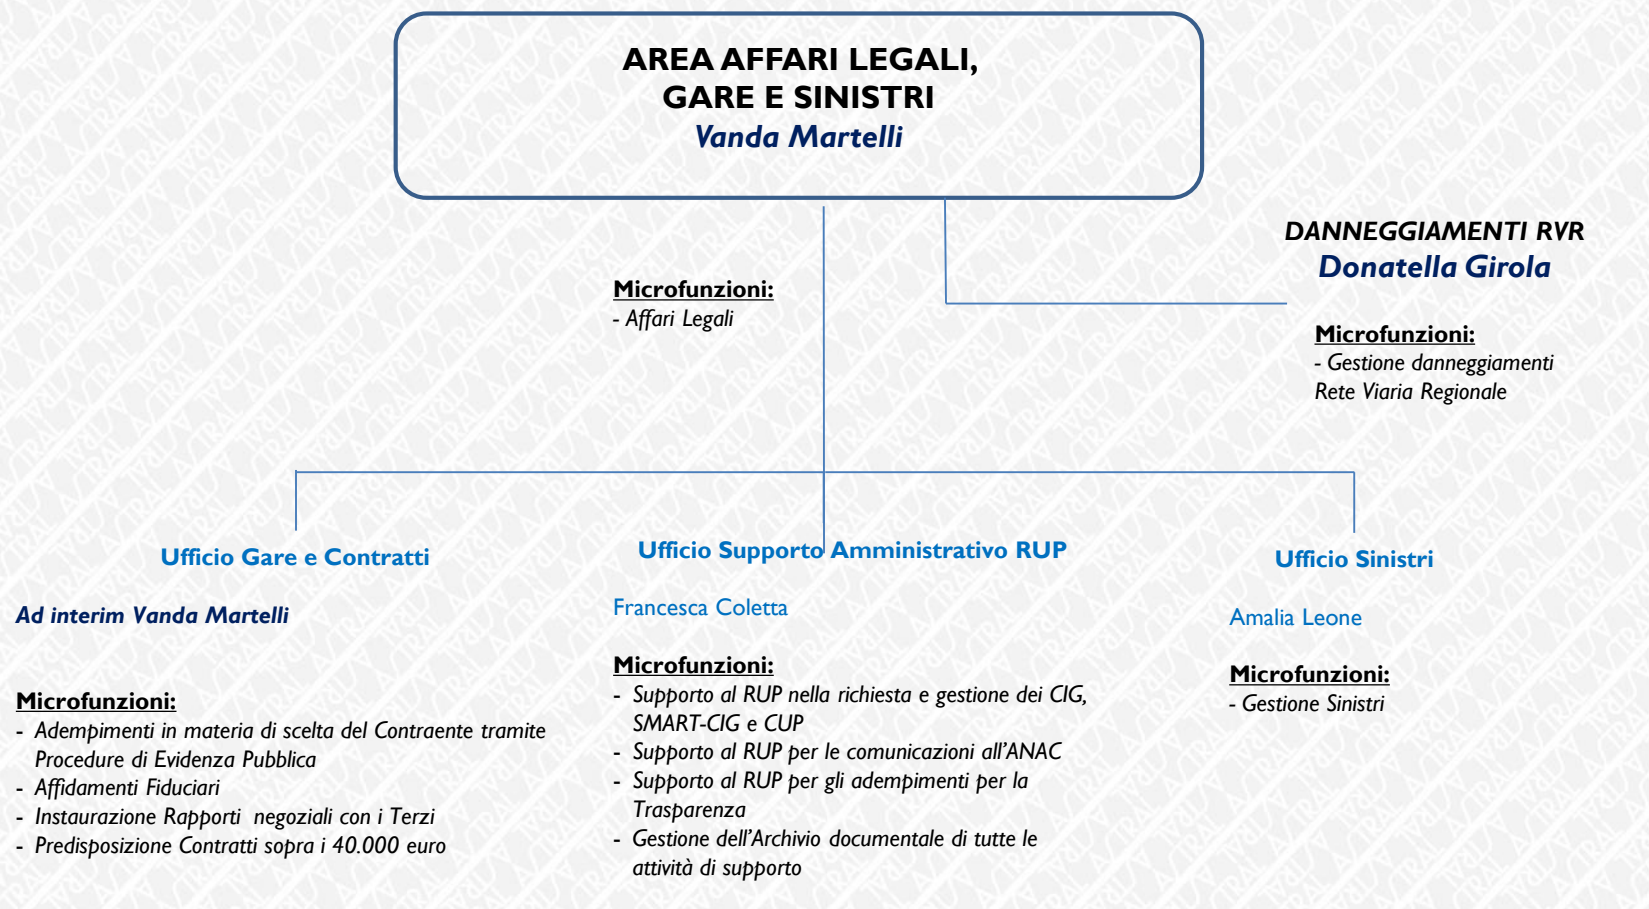 AREA AFFARI LEGALI,
GARE E SINISTRI
Vanda Martelli
DANNEGGIAMENTI RVR
Donatella Girola
Microfunzioni:
- Affari Legali
Microfunzioni:
- Gestione danneggiamenti
Rete Viaria Regionale
Ufficio Gare e Contratti
Ad interim Vanda Martelli
Microfunzioni:
- Adempimenti in materia di scelta del Contraente tramite
Procedure di Evidenza Pubblica
- Affidamenti Fiduciari
- Instaurazione Rapporti negoziali con i Terzi
- Predisposizione Contratti sopra i 40.000 euro
Ufficio Supporto Amministrativo RUP
Francesca Coletta
Microfunzioni:
- Supporto al RUP nella richiesta e gestione dei CIG,
SMART-CIG e CUP
- Supporto al RUP per le comunicazioni all'ANAC
- Supporto al RUP per gli adempimenti per la
Trasparenza
- Gestione dell'Archivio documentale di tutte le
attività di supporto
Ufficio Sinistri
Amalia Leone
Microfunzioni:
- Gestione Sinistri